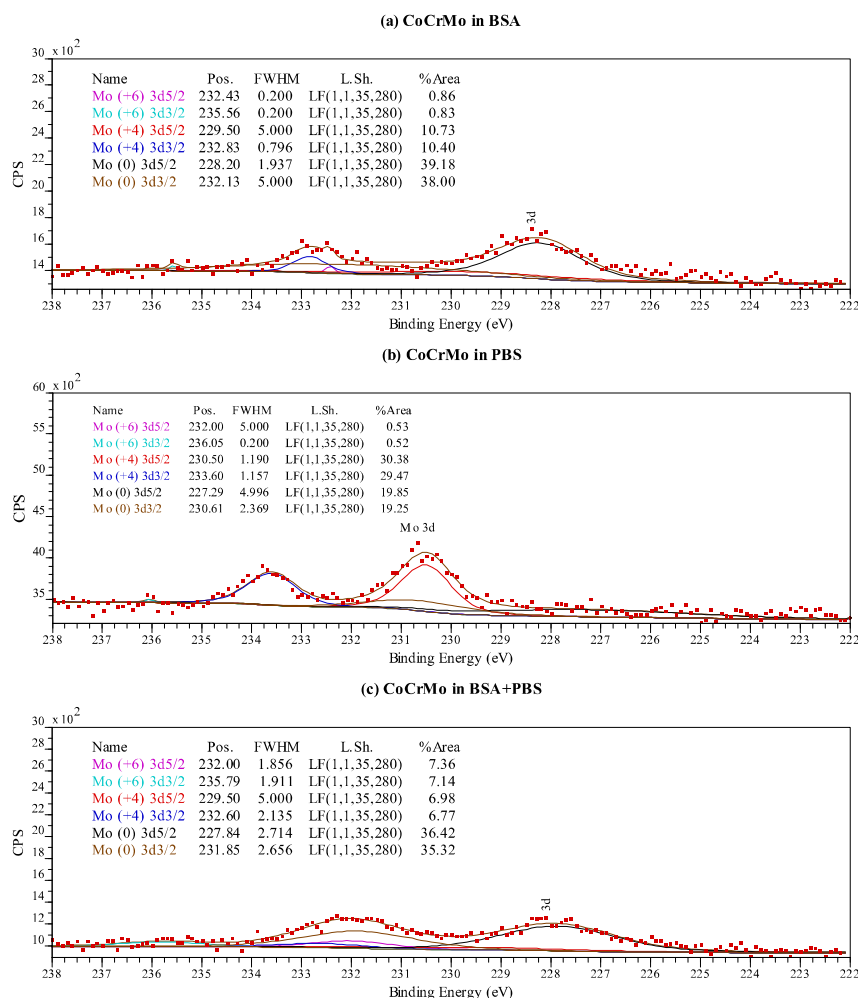 (a) CoCrMo in BSA
30 x 10²
Name Pos. FWHM L.Sh. %Area
Mo (+6) 3d5/2 232.43 0.200 LF(1,1,35,280) 0.86
Mo (+6) 3d3/2 235.56 0.200 LF(1,1,35,280) 0.83
Mo (+4) 3d5/2 229.50 5.000 LF(1,1,35,280) 10.73
Mo (+4) 3d3/2 232.83 0.796 LF(1,1,35,280) 10.40
Mo (0) 3d5/2 228.20 1.937 LF(1,1,35,280) 39.18
Mo (0) 3d3/2 232.13 5.000 LF(1,1,35,280) 38.00
28
26
24
22
20
18
16
14
CPS
3d
238 237 236 235 234 233 232 231 230 229 228 227 226 225 224 223 222
Binding Energy (eV)
(b) CoCrMo in PBS
60 x 10²
Name Pos. FWHM L.Sh. %Area
Mo (+6) 3d5/2 232.00 5.000 LF(1,1,35,280) 0.53
Mo (+6) 3d3/2 236.05 0.200 LF(1,1,35,280) 0.52
Mo (+4) 3d5/2 230.50 1.190 LF(1,1,35,280) 30.38
Mo (+4) 3d3/2 233.60 1.157 LF(1,1,35,280) 29.47
Mo (0) 3d5/2 227.29 4.996 LF(1,1,35,280) 19.85
Mo (0) 3d3/2 230.61 2.369 LF(1,1,35,280) 19.25
55
50
45
40
35
CPS
Mo 3d
238 237 236 235 234 233 232 231 230 229 228 227 226 225 224 223 222
Binding Energy (eV)
(c) CoCrMo in BSA+PBS
30 x 10²
Name Pos. FWHM L.Sh. %Area
Mo (+6) 3d5/2 232.00 1.856 LF(1,1,35,280) 7.36
Mo (+6) 3d3/2 235.79 1.911 LF(1,1,35,280) 7.14
Mo (+4) 3d5/2 229.50 5.000 LF(1,1,35,280) 6.98
Mo (+4) 3d3/2 232.60 2.135 LF(1,1,35,280) 6.77
Mo (0) 3d5/2 227.84 2.714 LF(1,1,35,280) 36.42
Mo (0) 3d3/2 231.85 2.656 LF(1,1,35,280) 35.32
28
26
24
22
20
18
16
14
12
10
CPS
3d
238 237 236 235 234 233 232 231 230 229 228 227 226 225 224 223 222
Binding Energy (eV)